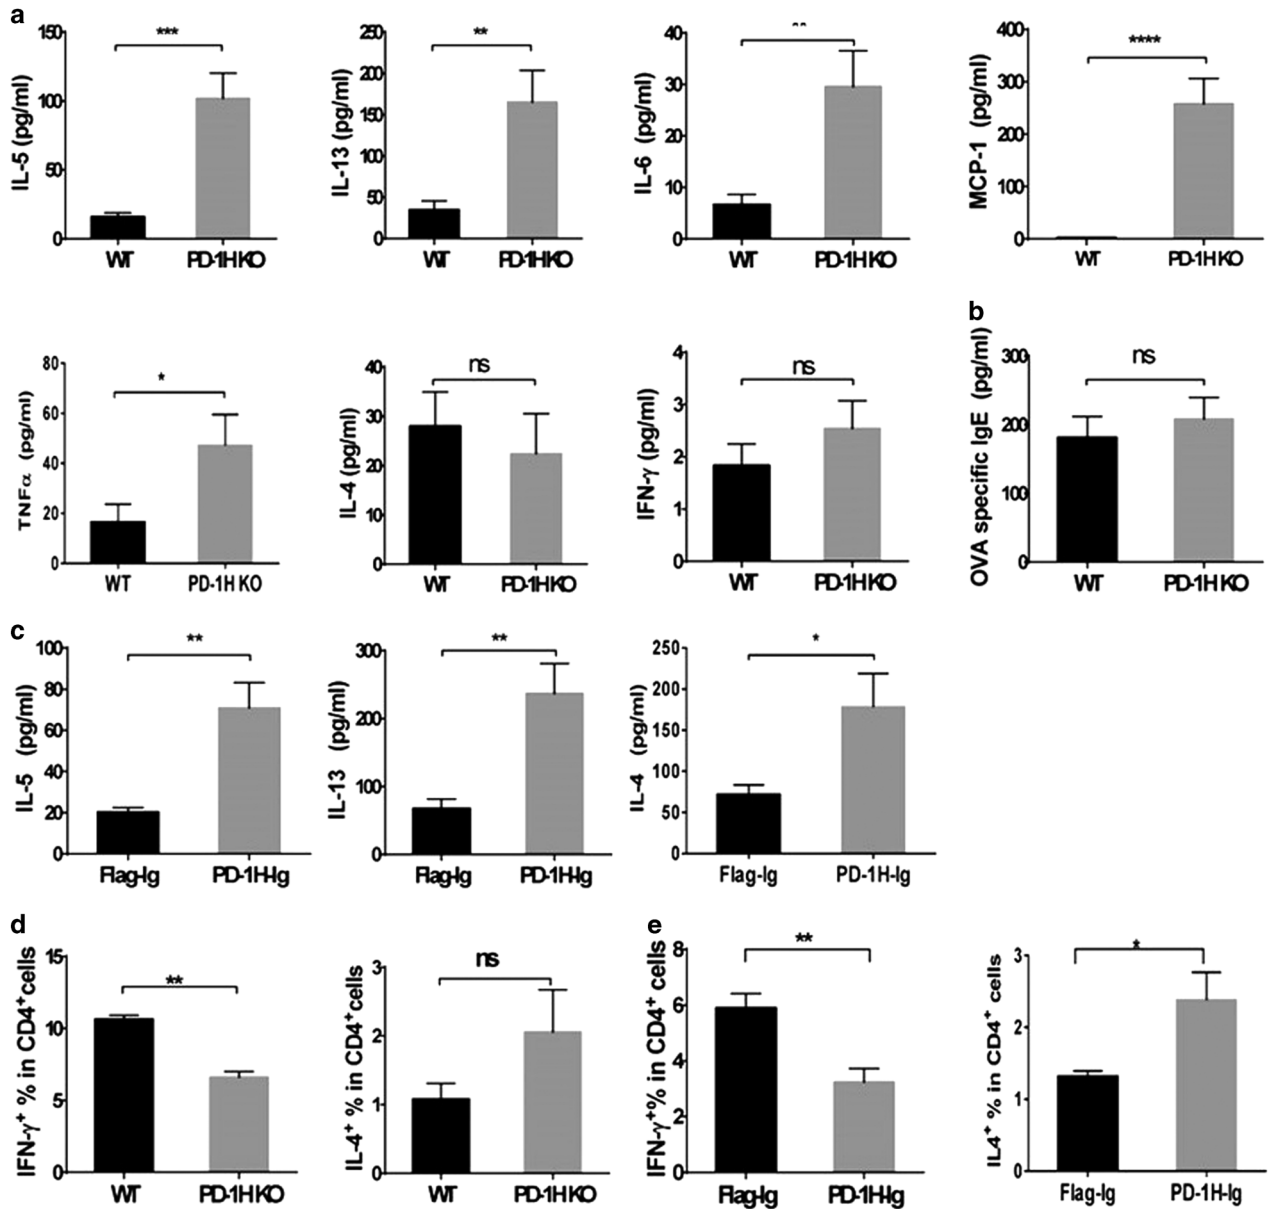 a
IL-5 (pg/ml)
150
100
50
0
***
WT PD-1H KO
IL-13 (pg/ml)
250
200
150
100
50
0
**
WT PD-1H KO
IL-6 (pg/ml)
40
30
20
10
0
WT PD-1H KO
MCP-1 (pg/ml)
400
300
200
100
0
****
WT PD-1H KO
TNFα (pg/ml)
80
60
40
20
0
*
WT PD-1H KO
IL-4 (pg/ml)
40
30
20
10
0
ns
WT PD-1H KO
IFN-γ (pg/ml)
4
3
2
1
0
ns
WT PD-1H KO
b
OVA specific IgE (pg/ml)
300
200
100
0
ns
WT PD-1H KO
c
IL-5 (pg/ml)
100
80
60
40
20
0
**
Flag-Ig PD-1H-Ig
IL-13 (pg/ml)
300
200
100
0
**
Flag-Ig PD-1H-Ig
IL-4 (pg/ml)
250
200
150
100
50
0
*
Flag-Ig PD-1H-Ig
d
IFN-γ+ % in CD4+cells
15
10
5
0
**
WT PD-1H KO
IL-4+ % in CD4+cells
3
2
1
0
ns
WT PD-1H KO
e
IFN-γ+% in CD4+ cells
8
6
4
2
0
**
Flag-Ig PD-1H-Ig
IL4+ % in CD4+ cells
3
2
1
0
*
Flag-Ig PD-1H-Ig